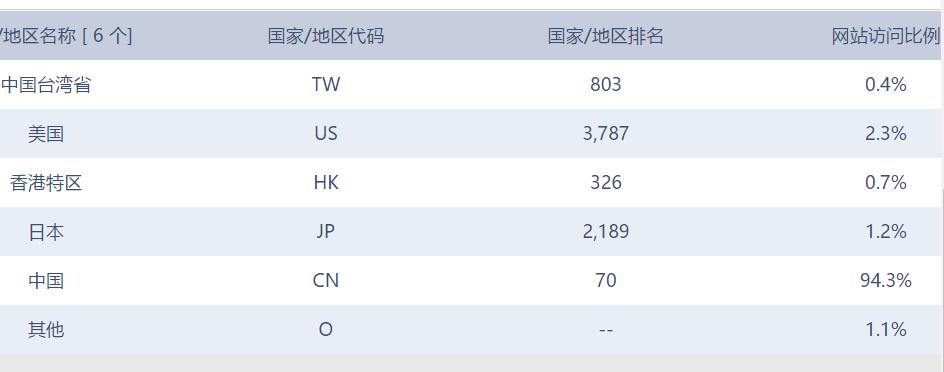 /地区名称 [ 6 个] 国家/地区代码 国家/地区排名 网站访问比例
中国台湾省 TW 803 0.4%
美国 US 3,787 2.3%
香港特区 HK 326 0.7%
日本 JP 2,189 1.2%
中国 CN 70 94.3%
其他 O -- 1.1%